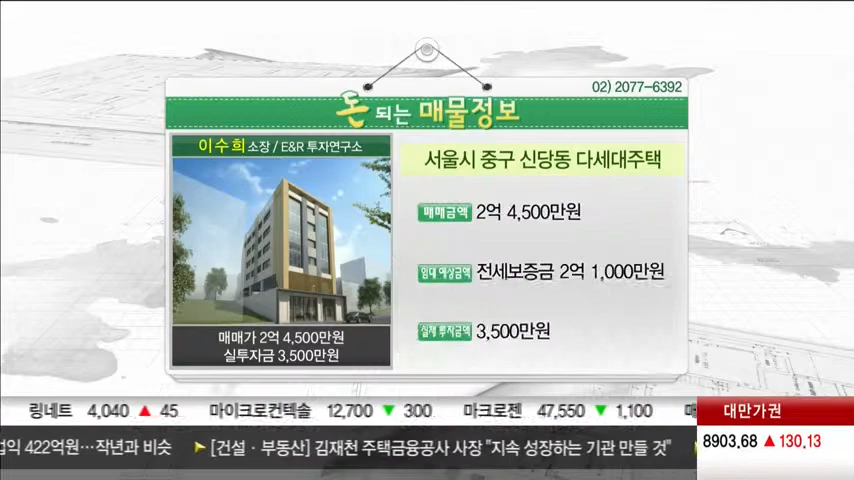 02) 2077-6392
돈 되는 매물정보
이수희 소장 / E&R 투자연구소
매매가 2억 4,500만원
실투자금 3,500만원
서울시 중구 신당동 다세대주택
매매금액 2억 4,500만원
임대 예상금액 전세보증금 2억 1,000만원
실제 투자금액 3,500만원
링네트 4,040 ▲ 45 마이크로컨텍솔 12,700 ▼ 300 마크로젠 47,550 ▼ 1,100
대만가권
8903.68 ▲ 130.13
422억원…작년과 비슷 ➤ [건설·부동산] 김재천 주택금융공사 사장 "지속 성장하는 기관 만들 것"